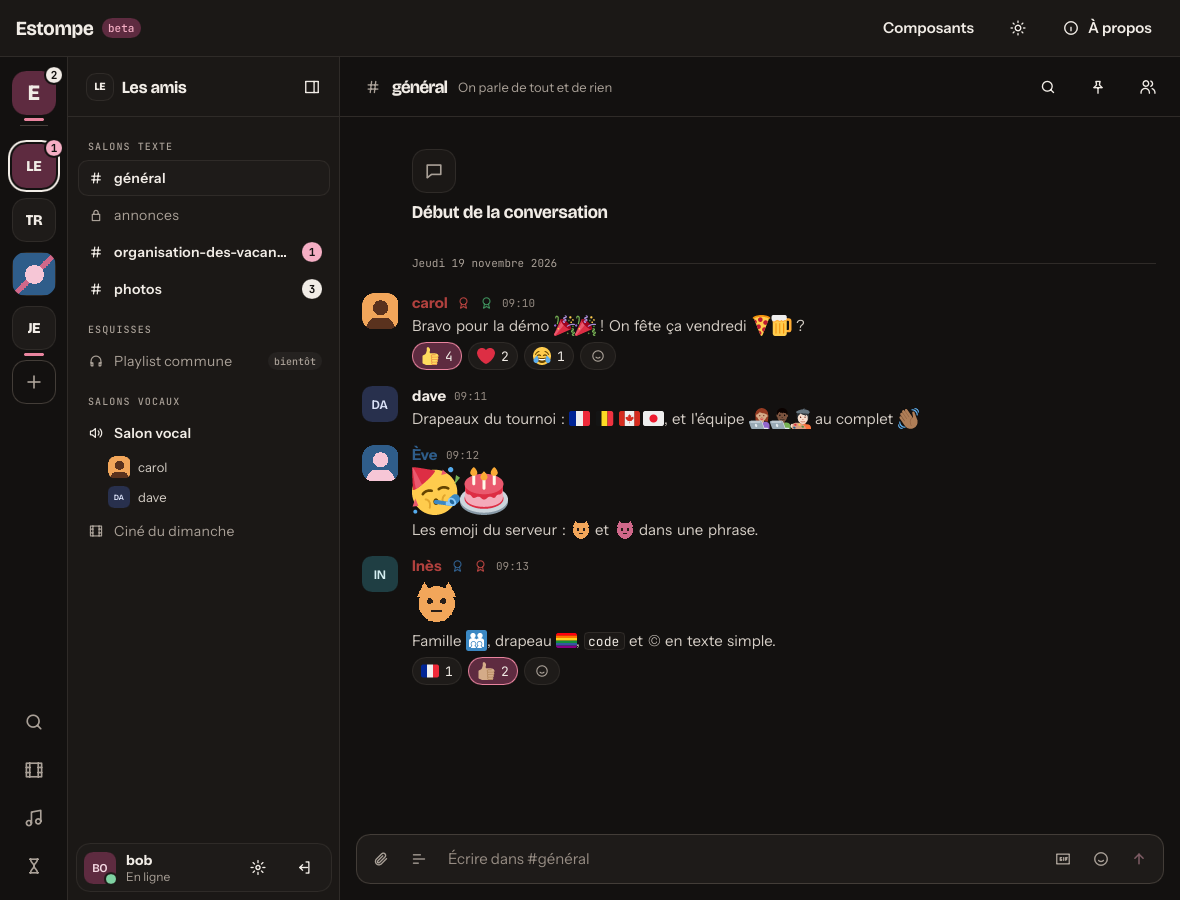 Estompe beta
Composants
À propos
E 2
LE 1
TR
JE
LE Les amis
SALONS TEXTE
# général
annonces
# organisation-des-vacan... 1
# photos 3
ESQUISSES
Playlist commune bientôt
SALONS VOCAUX
Salon vocal
carol
DA dave
Ciné du dimanche
BO bob
En ligne
# général On parle de tout et de rien
Début de la conversation
Jeudi 19 novembre 2026
carol 09:10
Bravo pour la démo 🎉🎉 ! On fête ça vendredi 🍕🍺 ?
👍 4 ❤️ 2 😂 1
DA dave 09:11
Drapeaux du tournoi : 🇫🇷 🇧🇪 🇨🇦 🇯🇵, et l'équipe au complet 👋🏽
Ève 09:12
🥳🎂
Les emoji du serveur : et dans une phrase.
IN Inès 09:13
Famille , drapeau 🏳️‍🌈, code et © en texte simple.
🇫🇷 1 👍🏼 2
Écrire dans #général
GIF